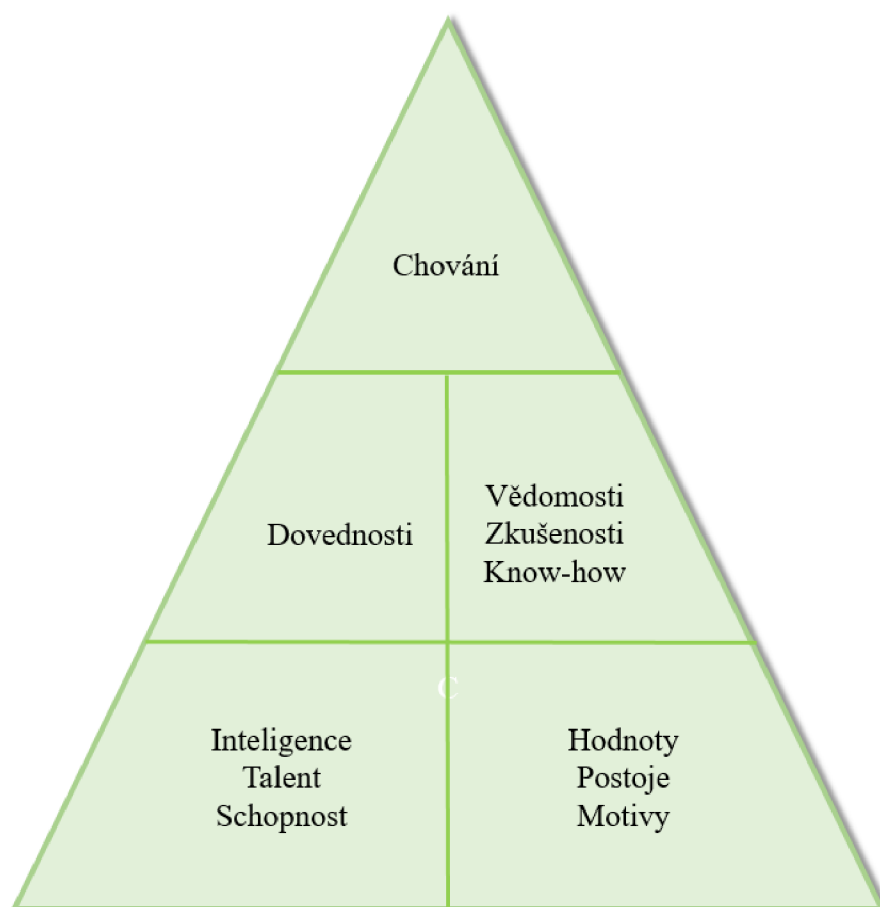 Chování
Dovednosti
Vědomosti
Zkušenosti
Know-how
C
Inteligence
Talent
Schopnost
Hodnoty
Postoje
Motivy